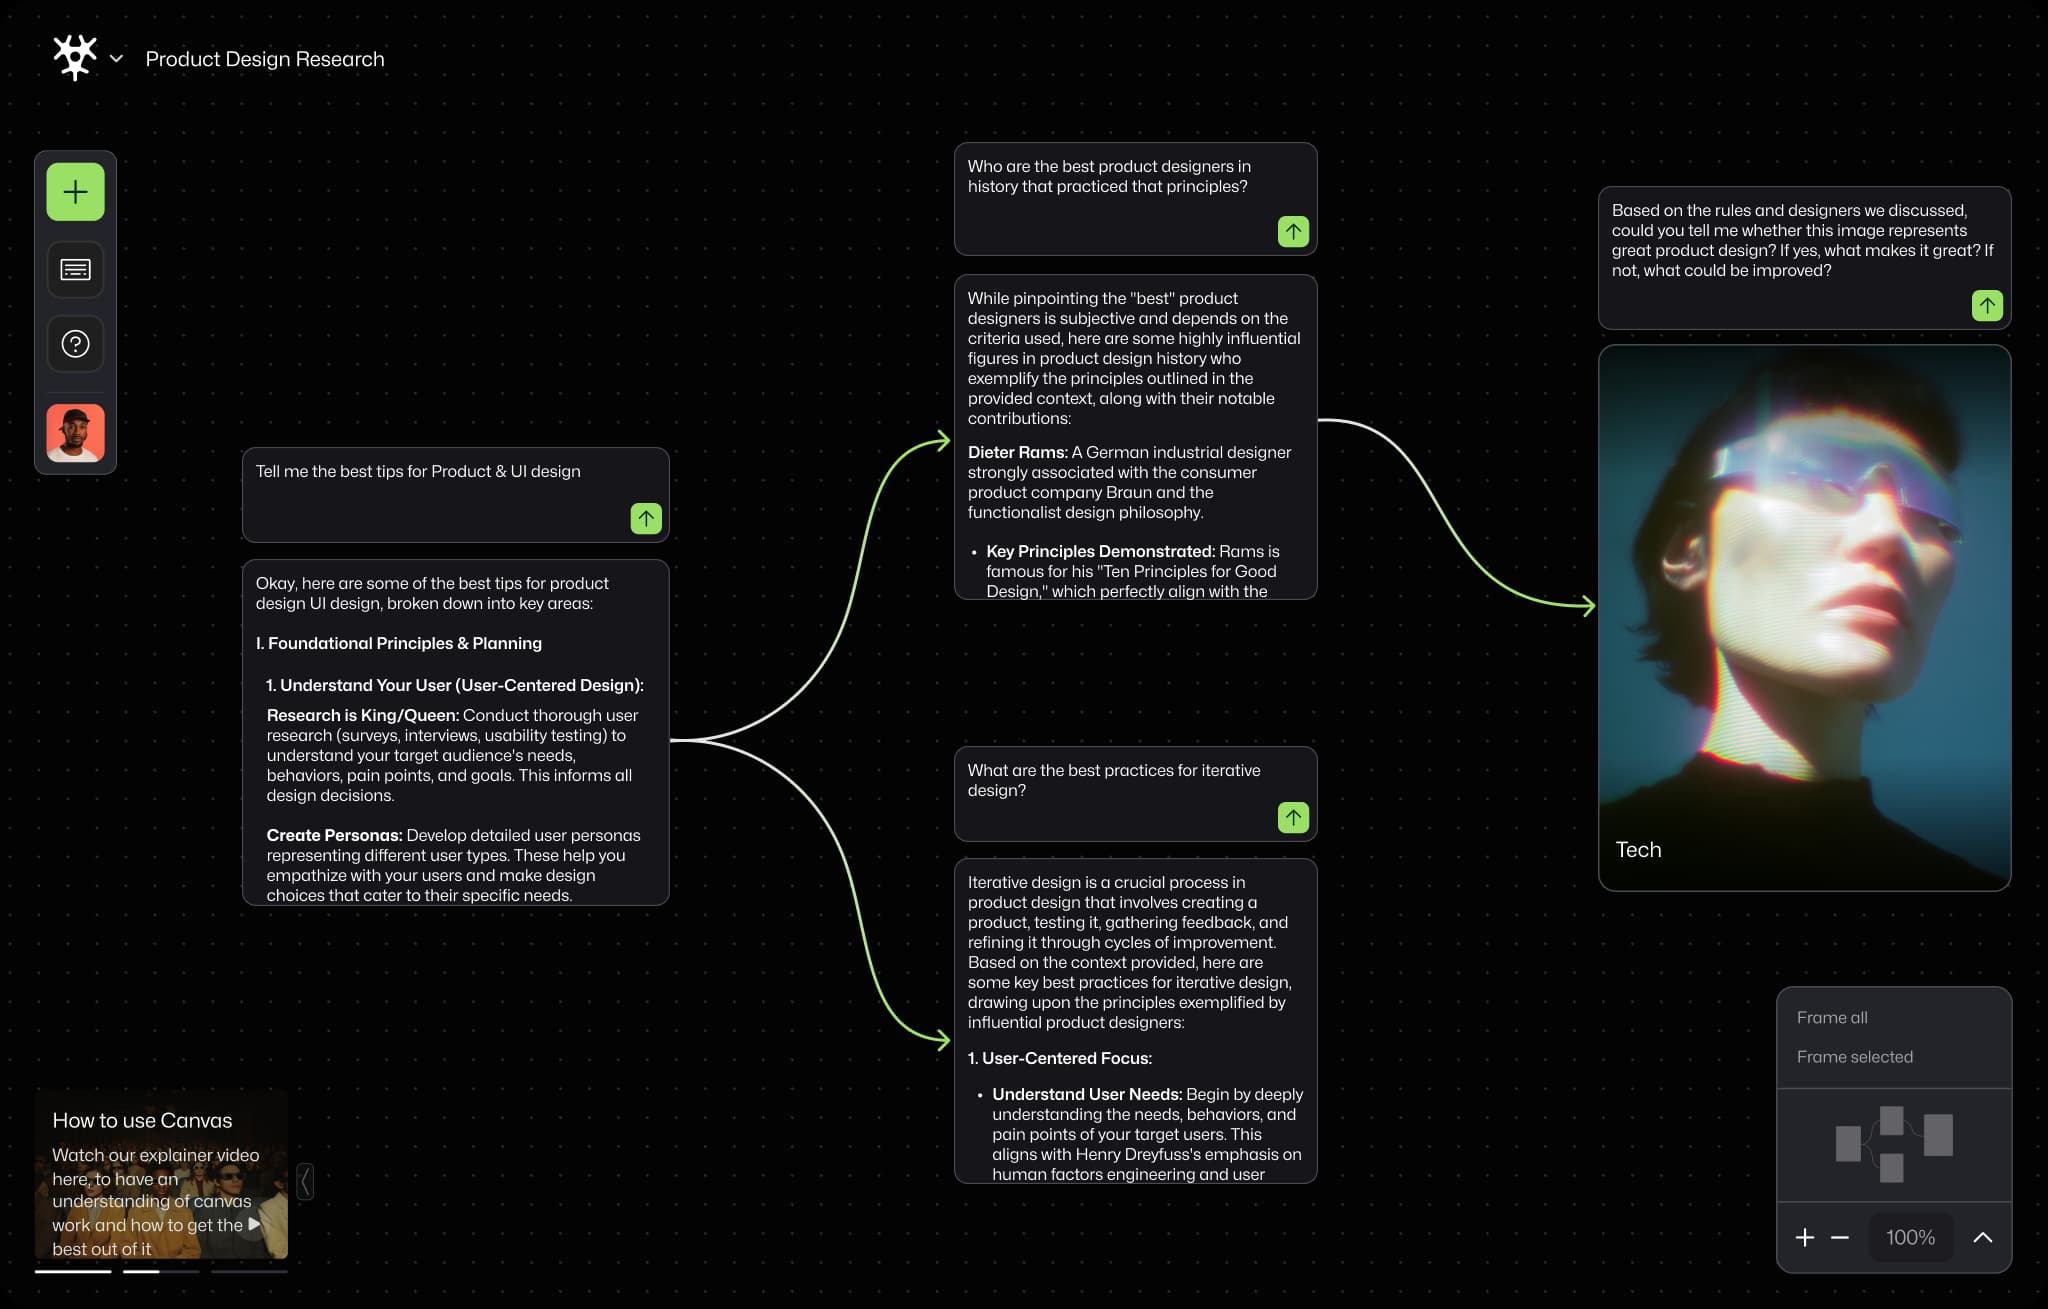 Product Design Research
Tell me the best tips for Product & UI design
Okay, here are some of the best tips for product
design UI design, broken down into key areas:
I. Foundational Principles & Planning
1. Understand Your User (User-Centered Design):
Research is King/Queen: Conduct thorough user
research (surveys, interviews, usability testing) to
understand your target audience's needs,
behaviors, pain points, and goals. This informs all
design decisions.
Create Personas: Develop detailed user personas
representing different user types. These help you
empathize with your users and make design
choices that cater to their specific needs.
Who are the best product designers in
history that practiced that principles?
While pinpointing the "best" product
designers is subjective and depends on the
criteria used, here are some highly influential
figures in product design history who
exemplify the principles outlined in the
provided context, along with their notable
contributions:
Dieter Rams: A German industrial designer
strongly associated with the consumer
product company Braun and the
functionalist design philosophy.
• Key Principles Demonstrated: Rams is
famous for his "Ten Principles for Good
Design," which perfectly align with the
What are the best practices for iterative
design?
Iterative design is a crucial process in
product design that involves creating a
product, testing it, gathering feedback, and
refining it through cycles of improvement.
Based on the context provided, here are
some key best practices for iterative design,
drawing upon the principles exemplified by
influential product designers:
1. User-Centered Focus:
• Understand User Needs: Begin by deeply
understanding the needs, behaviors, and
pain points of your target users. This
aligns with Henry Dreyfuss's emphasis on
human factors engineering and user
Based on the rules and designers we discussed,
could you tell me whether this image represents
great product design? If yes, what makes it great? If
not, what could be improved?
Tech
How to use Canvas
Watch our explainer video
here, to have an
understanding of canvas
work and how to get the
best out of it
Frame all
Frame selected
100%